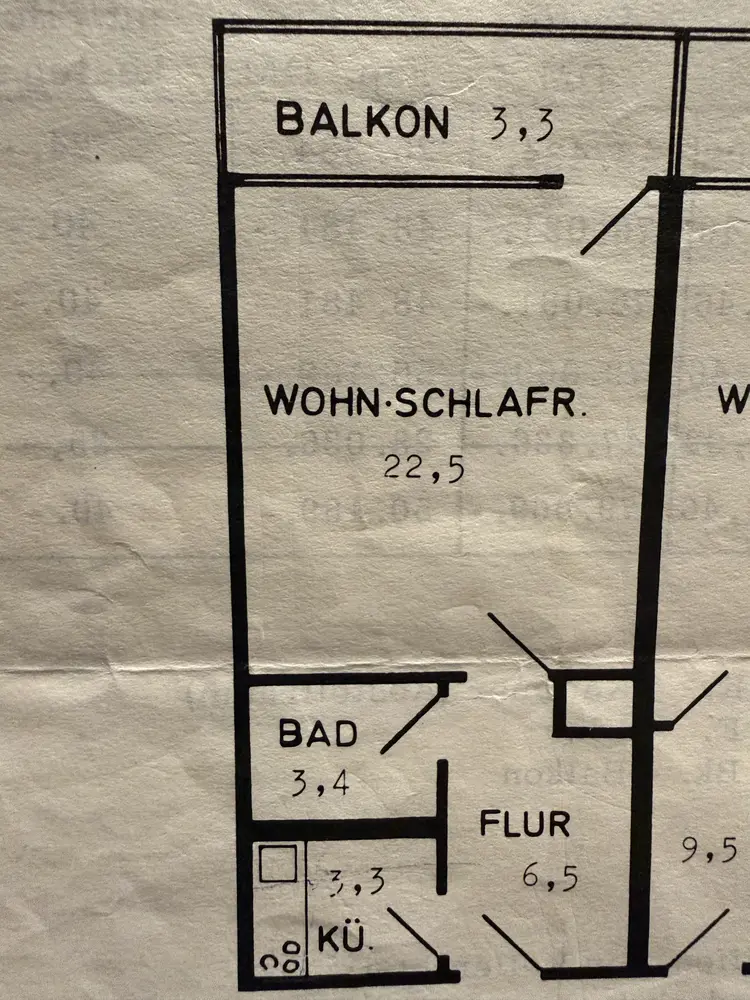 BALKON 3,3
WOHN·SCHLAFR.
22,5
W
BAD
3,4
FLUR
6,5
9,5
3,3
KÜ.